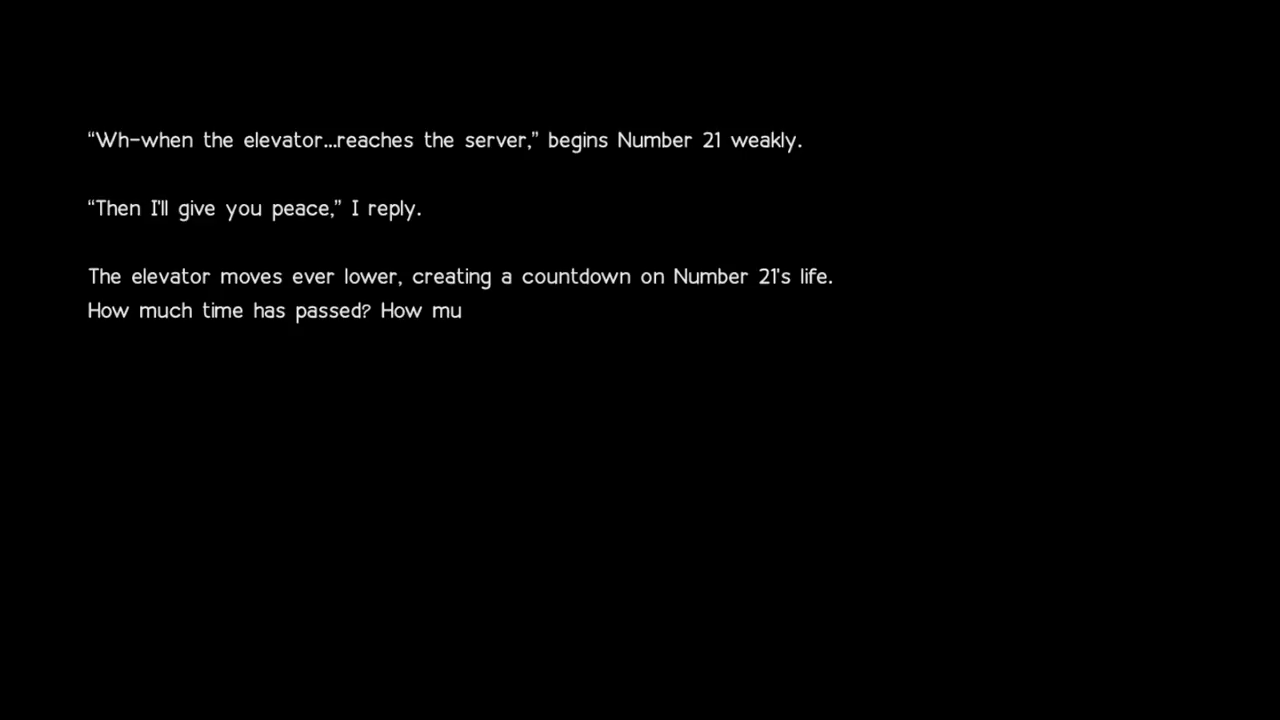 “Wh-when the elevator...reaches the server,” begins Number 21 weakly.
“Then I'll give you peace,” I reply.
The elevator moves ever lower, creating a countdown on Number 21's life.
How much time has passed? How mu